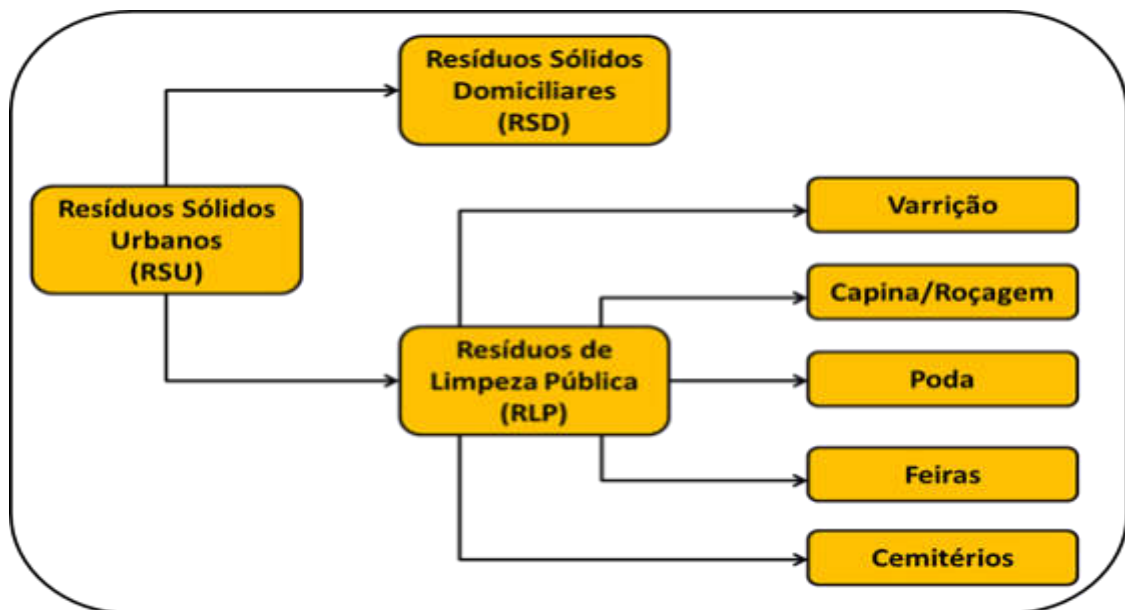 Resíduos Sólidos
Domiciliares
(RSD)
Resíduos Sólidos
Urbanos
(RSU)
Varrição
Capina/Roçagem
Resíduos de
Limpeza Pública
(RLP)
Poda
Feiras
Cemitérios